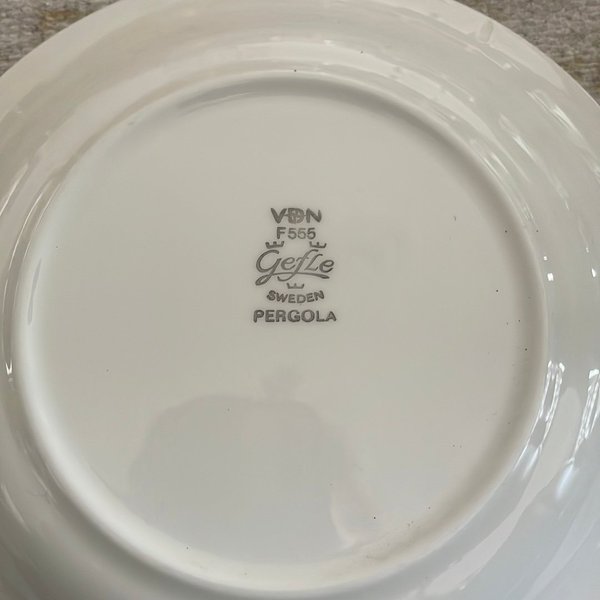 VDN
F555
Gefle
SWEDEN
PERGOLA